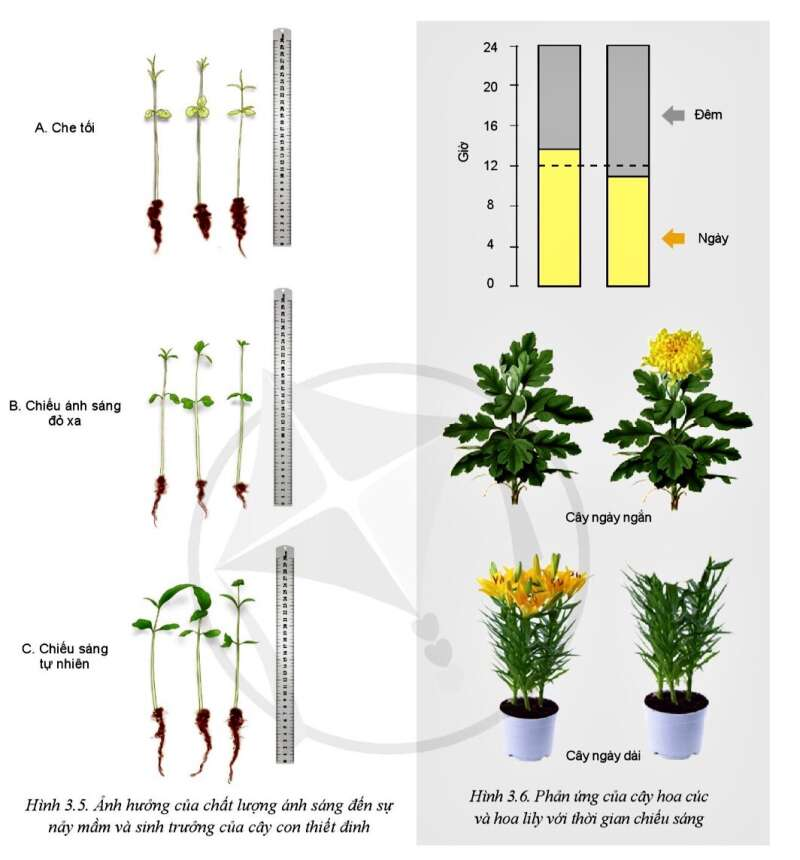 A. Che tối
B. Chiếu ánh sáng
đỏ xa
C. Chiếu sáng
tự nhiên
Hình 3.5. Ảnh hưởng của chất lượng ánh sáng đến sự
nảy mầm và sinh trưởng của cây con thiết đinh
24
20
16
12
8
4
0
Giờ
Đêm
Ngày
Cây ngày ngắn
Cây ngày dài
Hình 3.6. Phản ứng của cây hoa cúc
và hoa lily với thời gian chiếu sáng